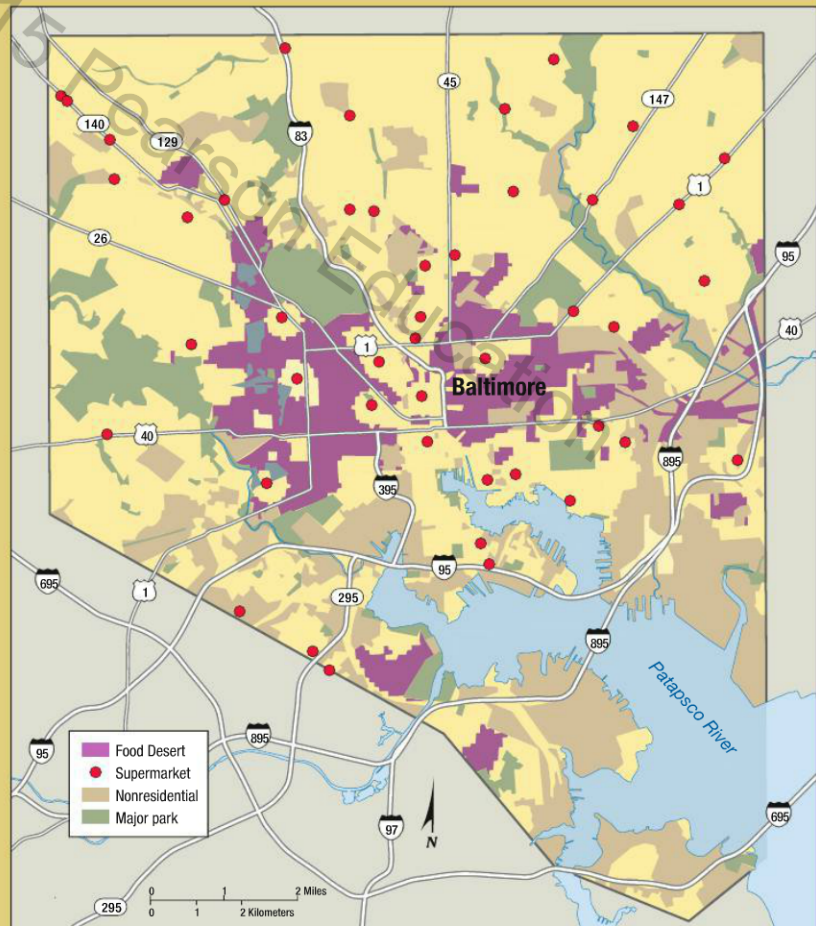 15 Pearson Education
45
147
140
83
129
1
26
95
40
1
Baltimore
40
895
395
95
695
1
295
895
Patapsco River
95
895
Food Desert
Supermarket
Nonresidential
Major park
97
N
695
295
0 1 2 Miles
0 1 2 Kilometers